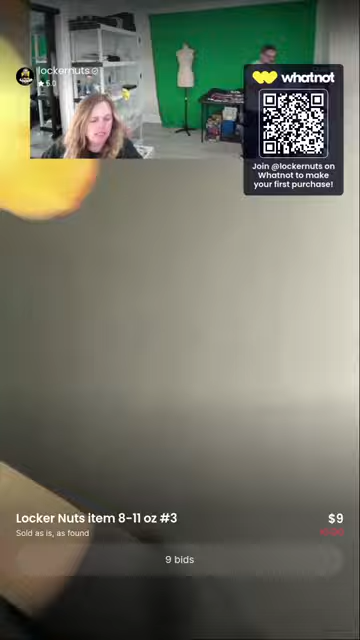 lockernuts
★5.0
whatnot
Join @lockernuts on
Whatnot to make
your first purchase!
Locker Nuts item 8-11 oz #3
$9
Sold as is, as found
9 bids